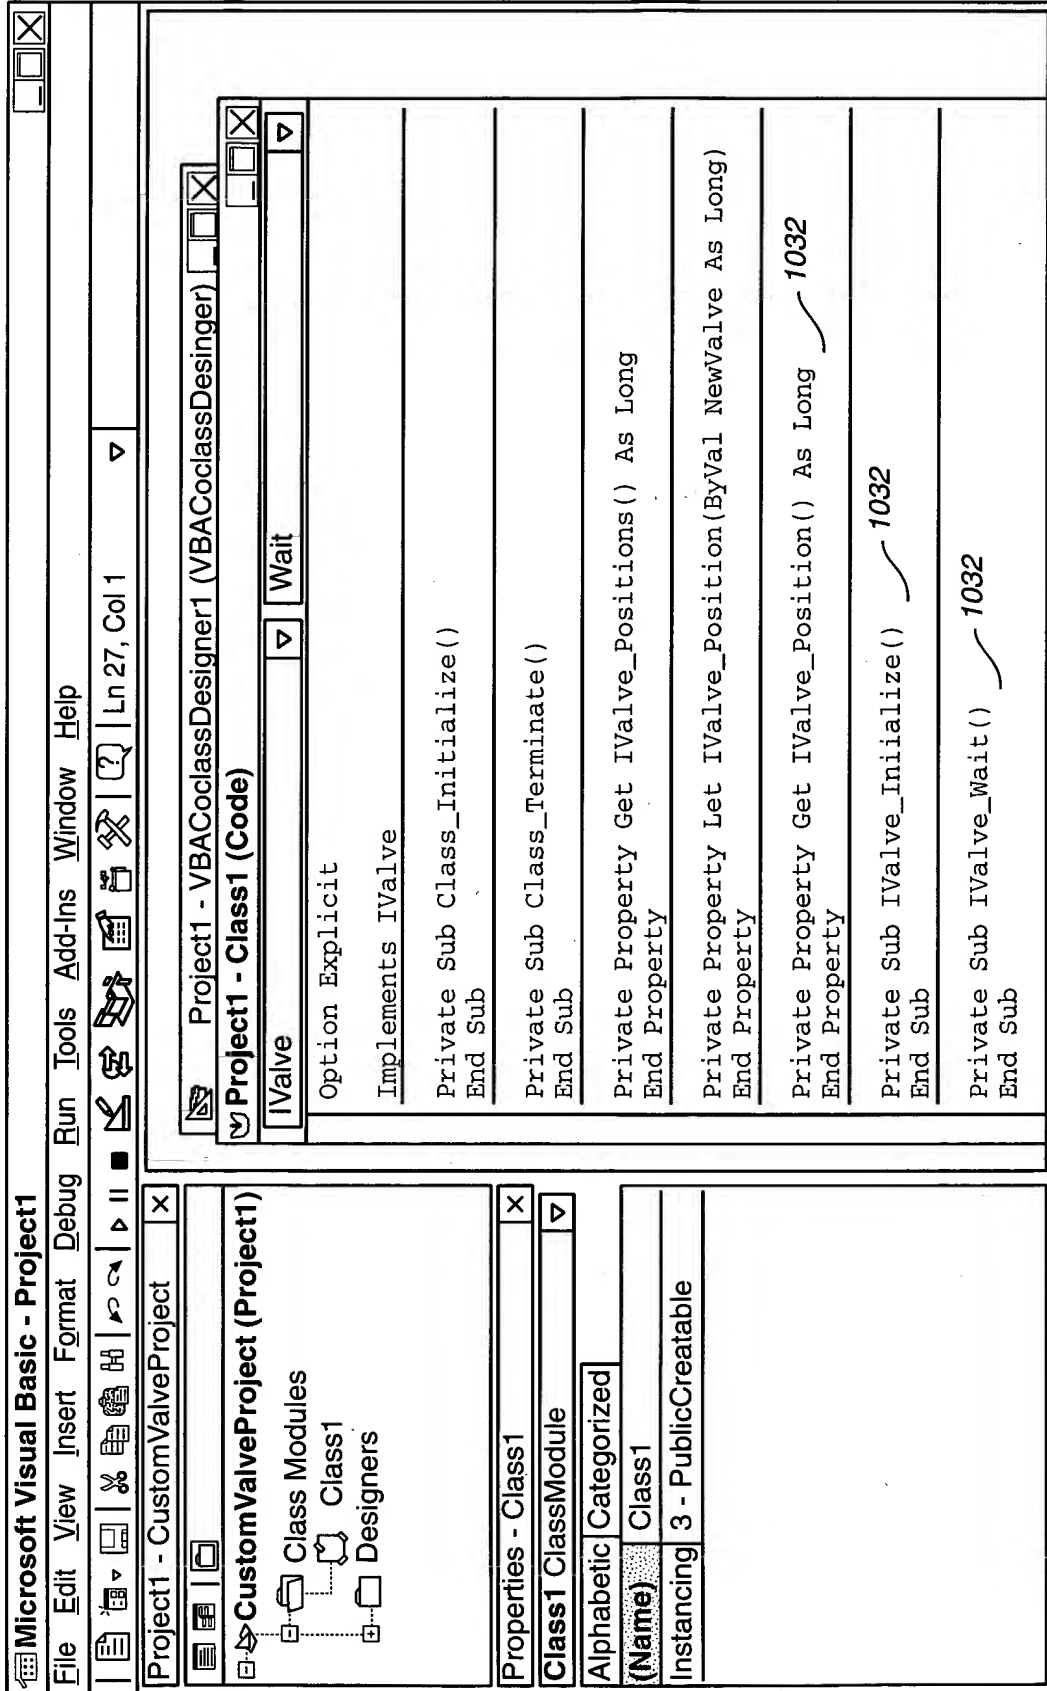 Microsoft Visual Basic - Project1
File Edit View Insert Format Debug Run Tools Add-Ins Window Help
Ln 27, Col 1
Project1 - CustomValveProject
CustomValveProject (Project1)
Class Modules
Class1
Designers
Properties - Class1
Class1 ClassModule
Alphabetic Categorized
(Name) Class1
Instancing 3 - PublicCreatable
Project1 - VBACoclassDesigner1 (VBACoclassDesinger)
Project1 - Class1 (Code)
IValve Wait
Option Explicit
Implements IValve
Private Sub Class_Initialize()
End Sub
Private Sub Class_Terminate()
End Sub
Private Property Get IValve_Positions() As Long
End Property
Private Property Let IValve_Position(ByVal NewValve As Long)
End Property
Private Property Get IValve_Position() As Long 1032
End Property
Private Sub IValve_Iniialize() 1032
End Sub
Private Sub IValve_Wait() 1032
End Sub